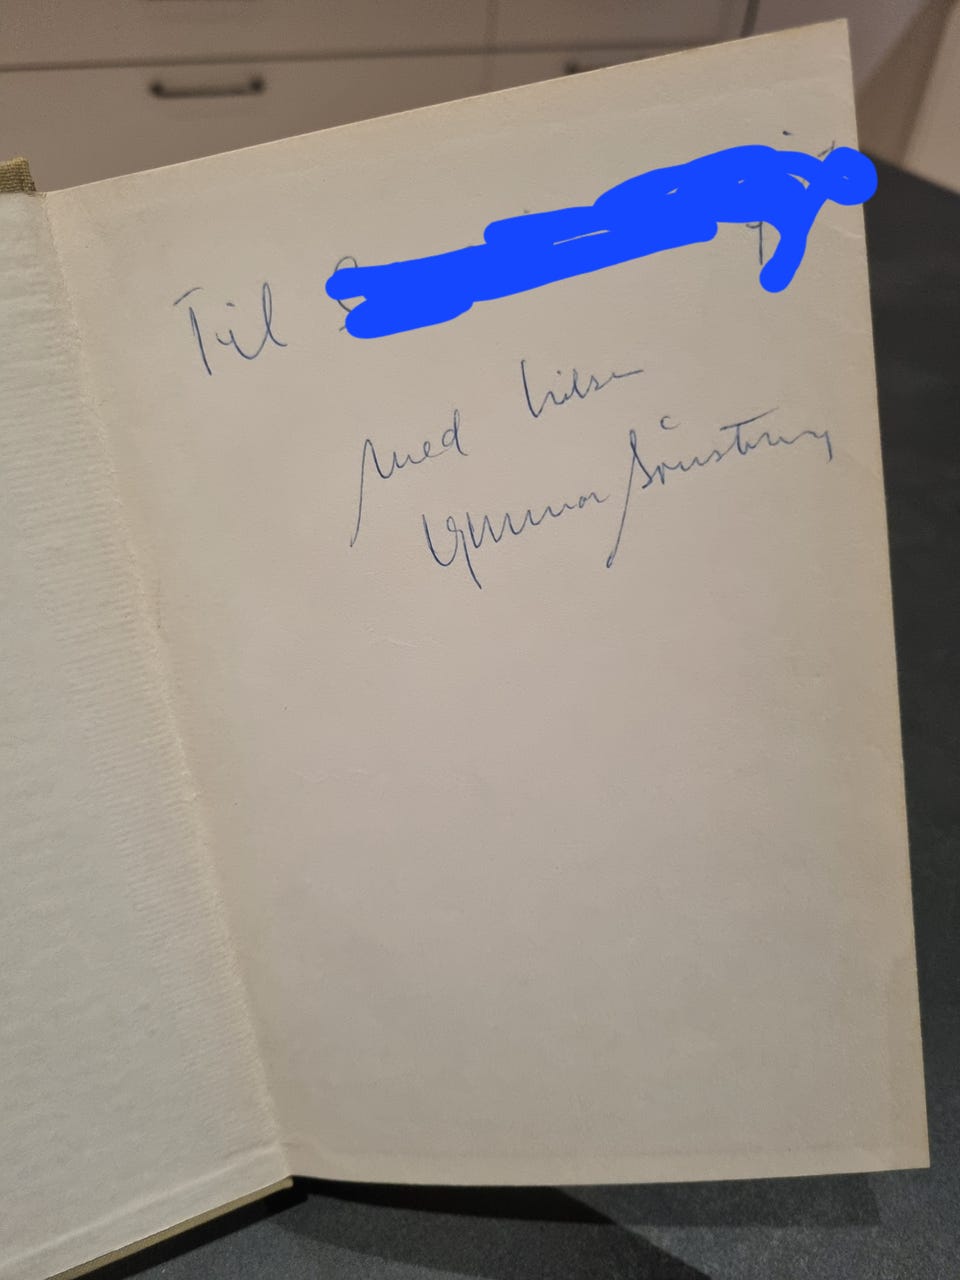 Til
med hilsen
Gunnar Sønsteby